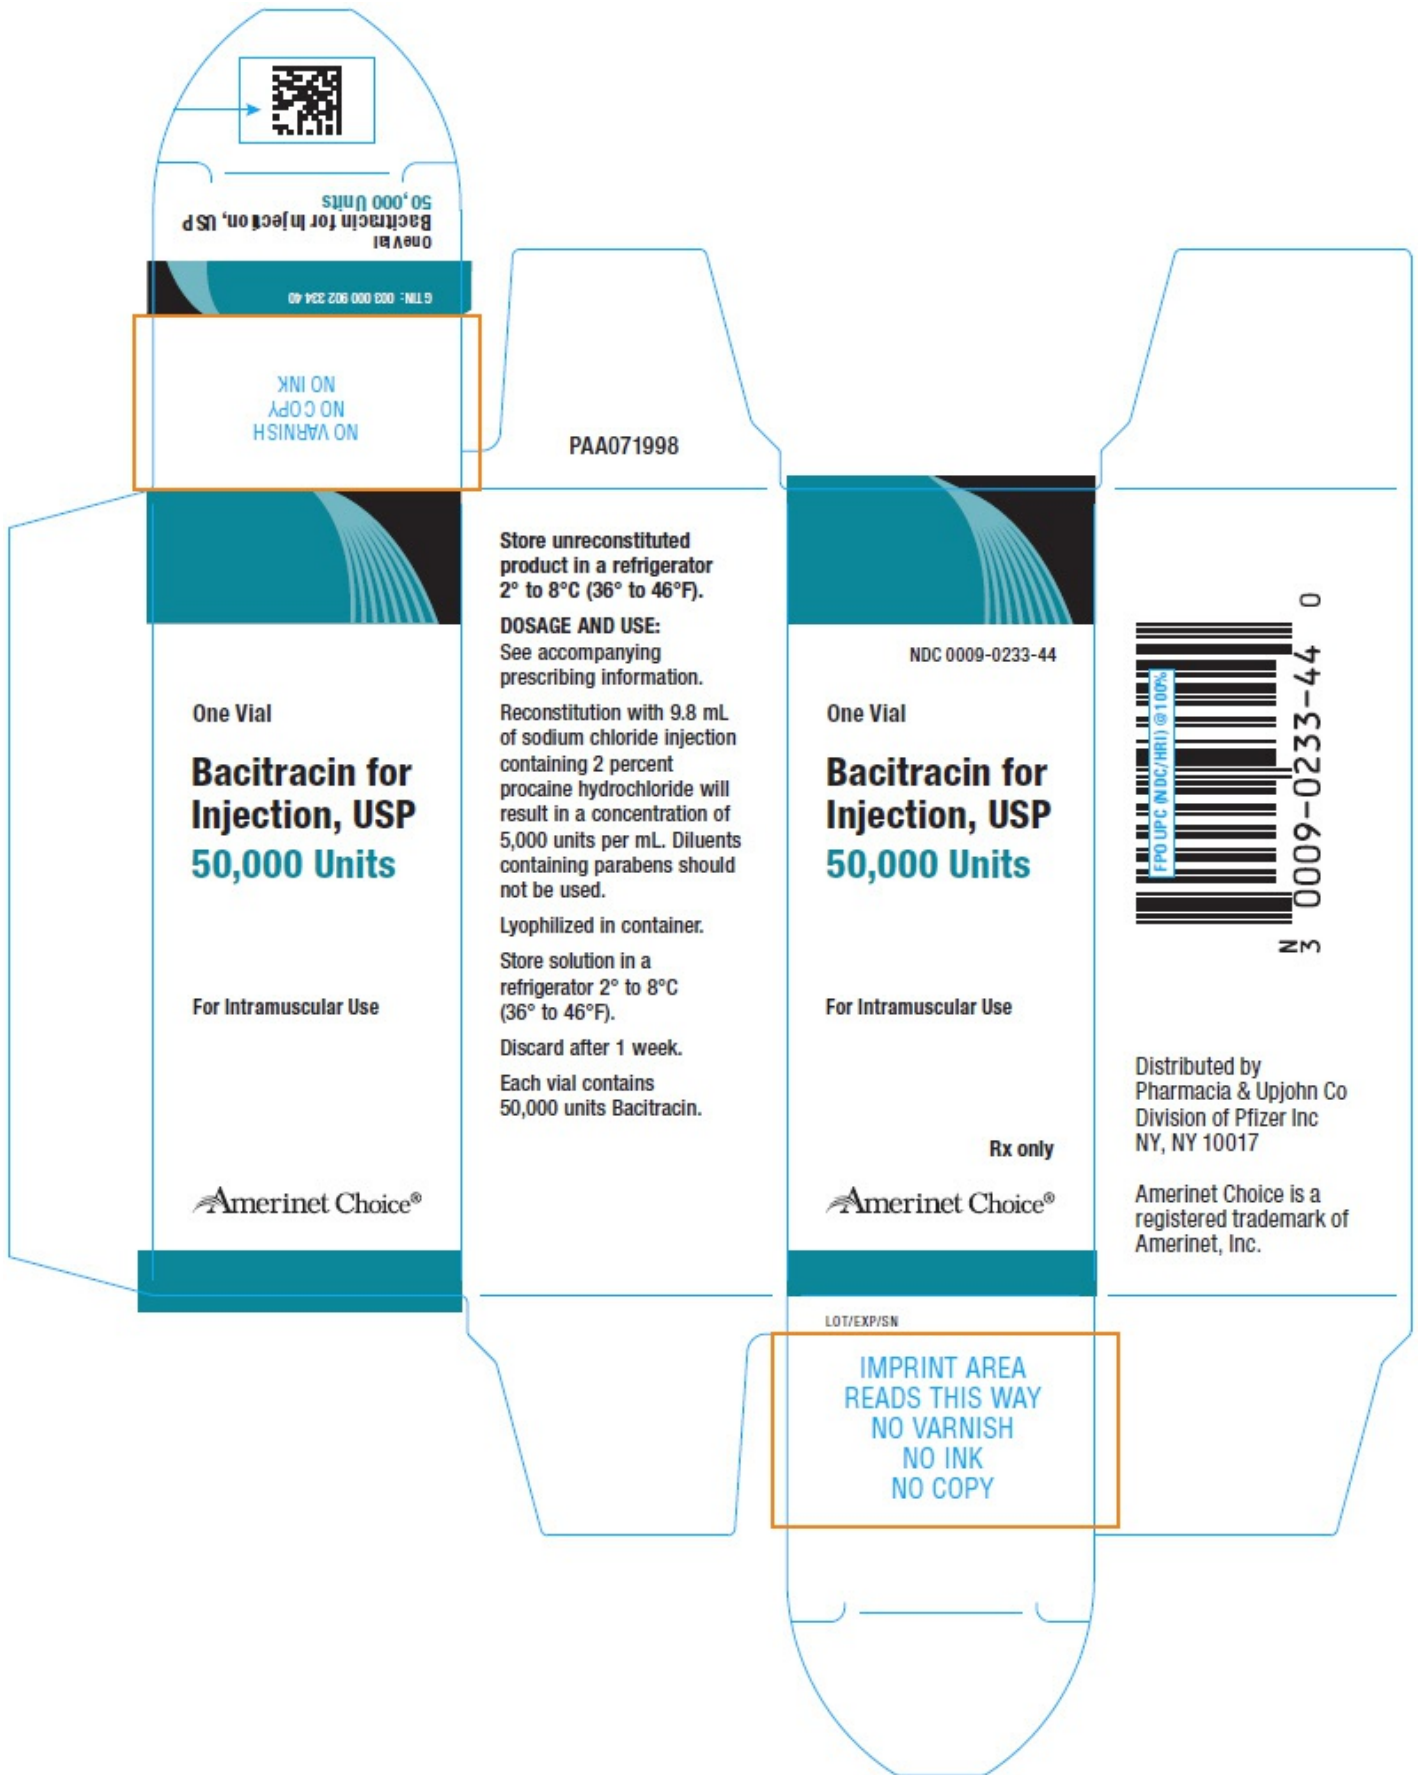 NO VARNISH
NO COPY
NO INK
GTIN: 003 000 902 334 40
One Vial
Bacitracin for Injection, USP
50,000 Units
One Vial
Bacitracin for
Injection, USP
50,000 Units
For Intramuscular Use
Amerinet Choice®
PAA071998
Store unreconstituted
product in a refrigerator
2° to 8°C (36° to 46°F).
DOSAGE AND USE:
See accompanying
prescribing information.
Reconstitution with 9.8 mL
of sodium chloride injection
containing 2 percent
procaine hydrochloride will
result in a concentration of
5,000 units per mL. Diluents
containing parabens should
not be used.
Lyophilized in container.
Store solution in a
refrigerator 2° to 8°C
(36° to 46°F).
Discard after 1 week.
Each vial contains
50,000 units Bacitracin.
NDC 0009-0233-44
One Vial
Bacitracin for
Injection, USP
50,000 Units
For Intramuscular Use
Rx only
Amerinet Choice®
LOT/EXP/SN
IMPRINT AREA
READS THIS WAY
NO VARNISH
NO INK
NO COPY
FPO UPC (NDC/HRI) @100%
N
3 0009-0233-44 0
Distributed by
Pharmacia & Upjohn Co
Division of Pfizer Inc
NY, NY 10017
Amerinet Choice is a
registered trademark of
Amerinet, Inc.